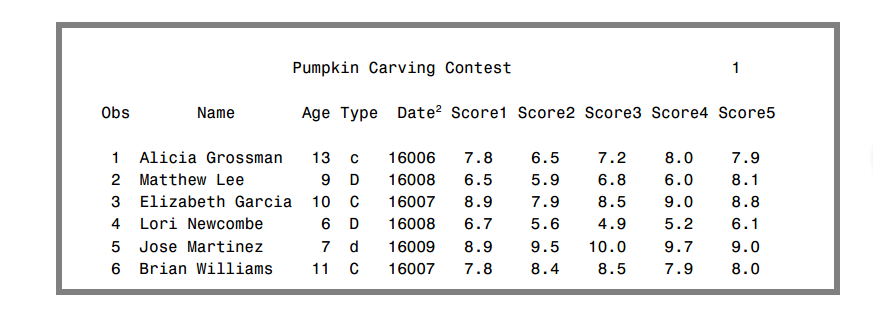 Pumpkin Carving Contest 1
Obs Name Age Type Date² Score1 Score2 Score3 Score4 Score5
1 Alicia Grossman 13 c 16006 7.8 6.5 7.2 8.0 7.9
2 Matthew Lee 9 D 16008 6.5 5.9 6.8 6.0 8.1
3 Elizabeth Garcia 10 C 16007 8.9 7.9 8.5 9.0 8.8
4 Lori Newcombe 6 D 16008 6.7 5.6 4.9 5.2 6.1
5 Jose Martinez 7 d 16009 8.9 9.5 10.0 9.7 9.0
6 Brian Williams 11 C 16007 7.8 8.4 8.5 7.9 8.0